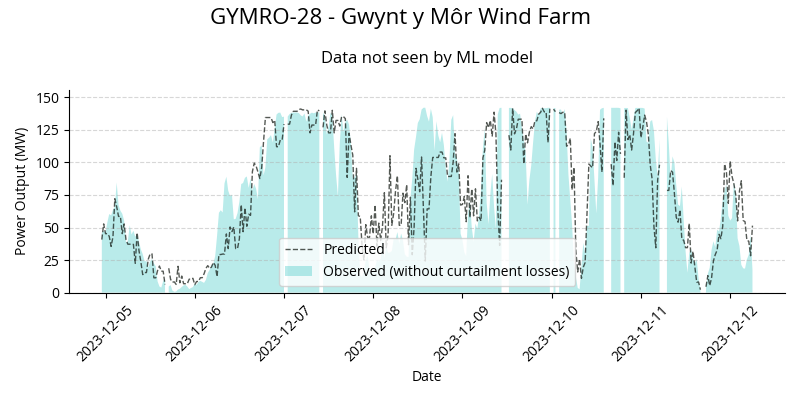 GYMRO-28 - Gwynt y Môr Wind Farm
Data not seen by ML model
Power Output (MW)
150
125
100
75
50
25
0
Predicted
Observed (without curtailment losses)
2023-12-05
2023-12-06
2023-12-07
2023-12-08
2023-12-09
2023-12-10
2023-12-11
2023-12-12
Date